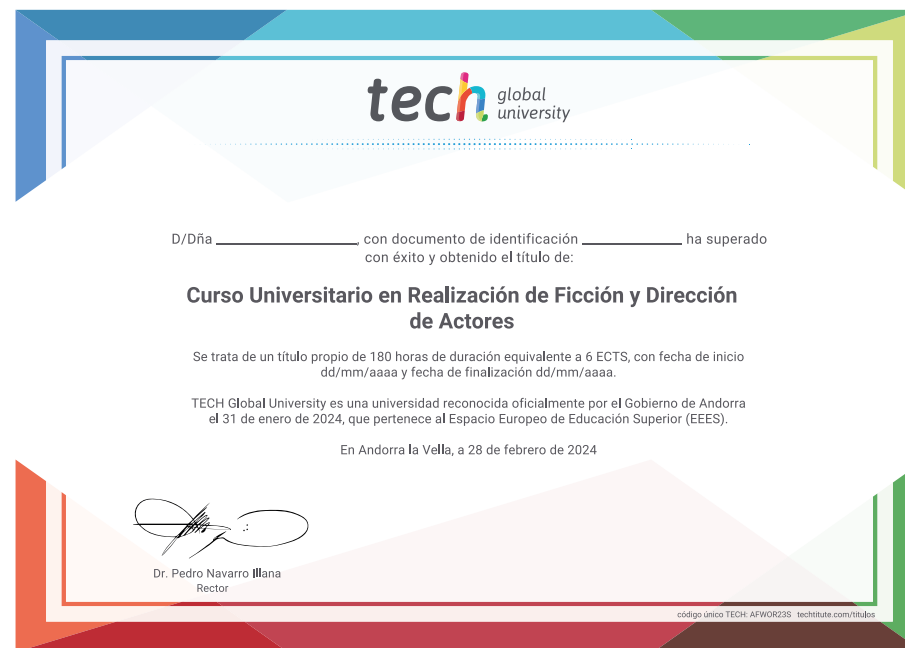 tech global
university
D/Dña ______________, con documento de identificación __________ ha superado
con éxito y obtenido el título de:
Curso Universitario en Realización de Ficción y Dirección
de Actores
Se trata de un título propio de 180 horas de duración equivalente a 6 ECTS, con fecha de inicio
dd/mm/aaaa y fecha de finalización dd/mm/aaaa.
TECH Global University es una universidad reconocida oficialmente por el Gobierno de Andorra
el 31 de enero de 2024, que pertenece al Espacio Europeo de Educación Superior (EEES).
En Andorra la Vella, a 28 de febrero de 2024
Dr. Pedro Navarro Illana
Rector
código único TECH: AFWOR23S techtitute.com/titulos